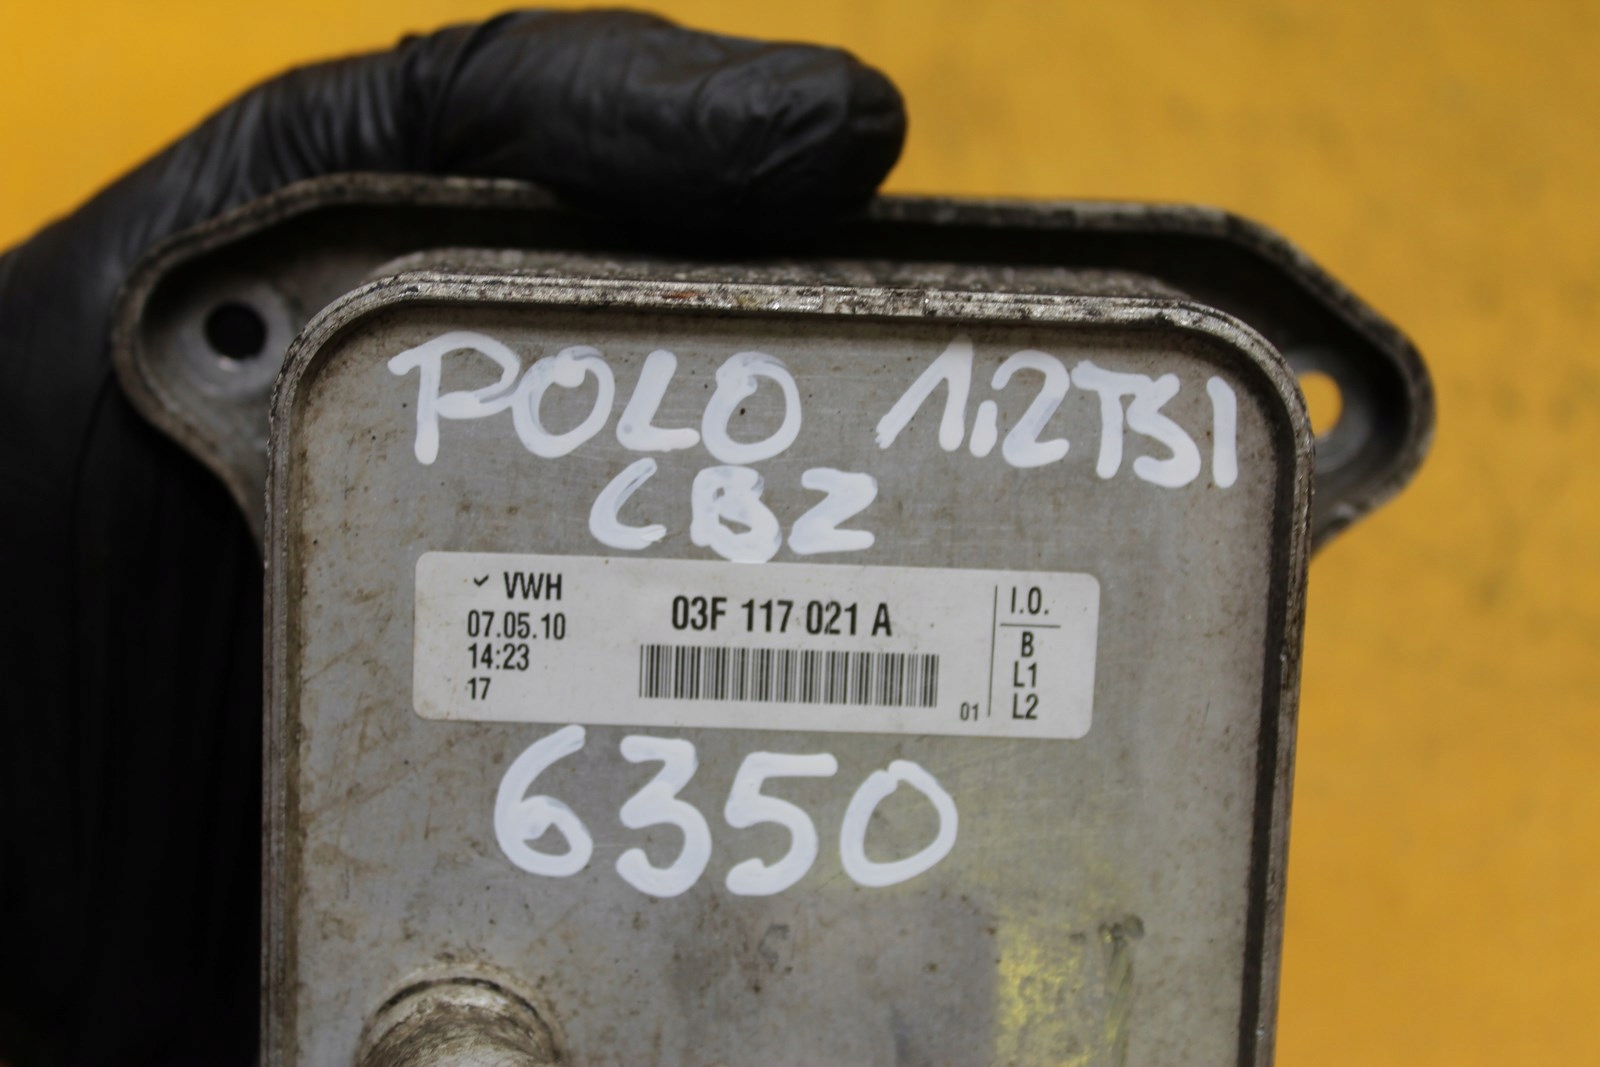 POLO 1.2TSI
CBZ
VWH
07.05.10
14:23
17
03F 117 021 A
01
I.O.
B
L1
L2
6350